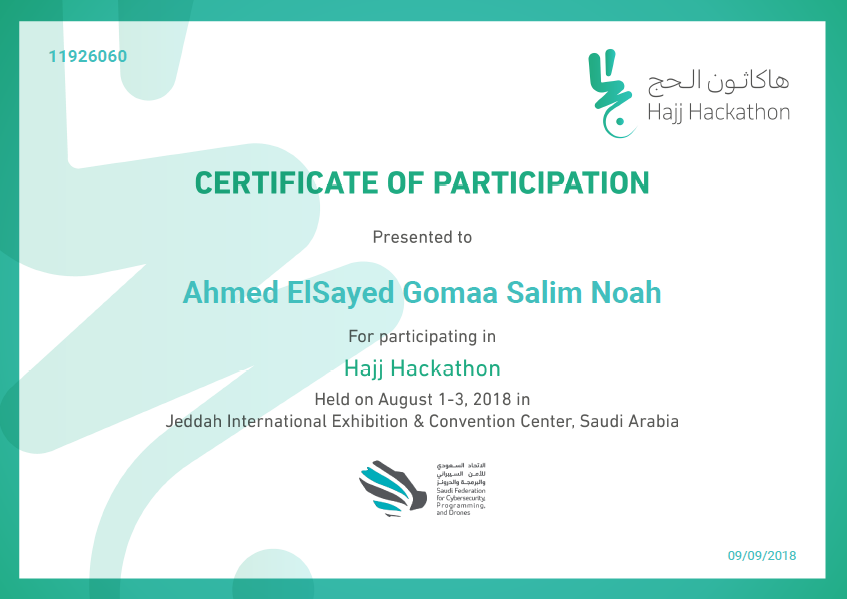 11926060
هاكاثون الحج
Hajj Hackathon
CERTIFICATE OF PARTICIPATION
Presented to
Ahmed ElSayed Gomaa Salim Noah
For participating in
Hajj Hackathon
Held on August 1-3, 2018 in
Jeddah International Exhibition & Convention Center, Saudi Arabia
الاتحاد السعودي
للأمن السيبراني
والبرمجة والدرونز
Saudi Federation
for Cybersecurity,
Programming,
and Drones
09/09/2018